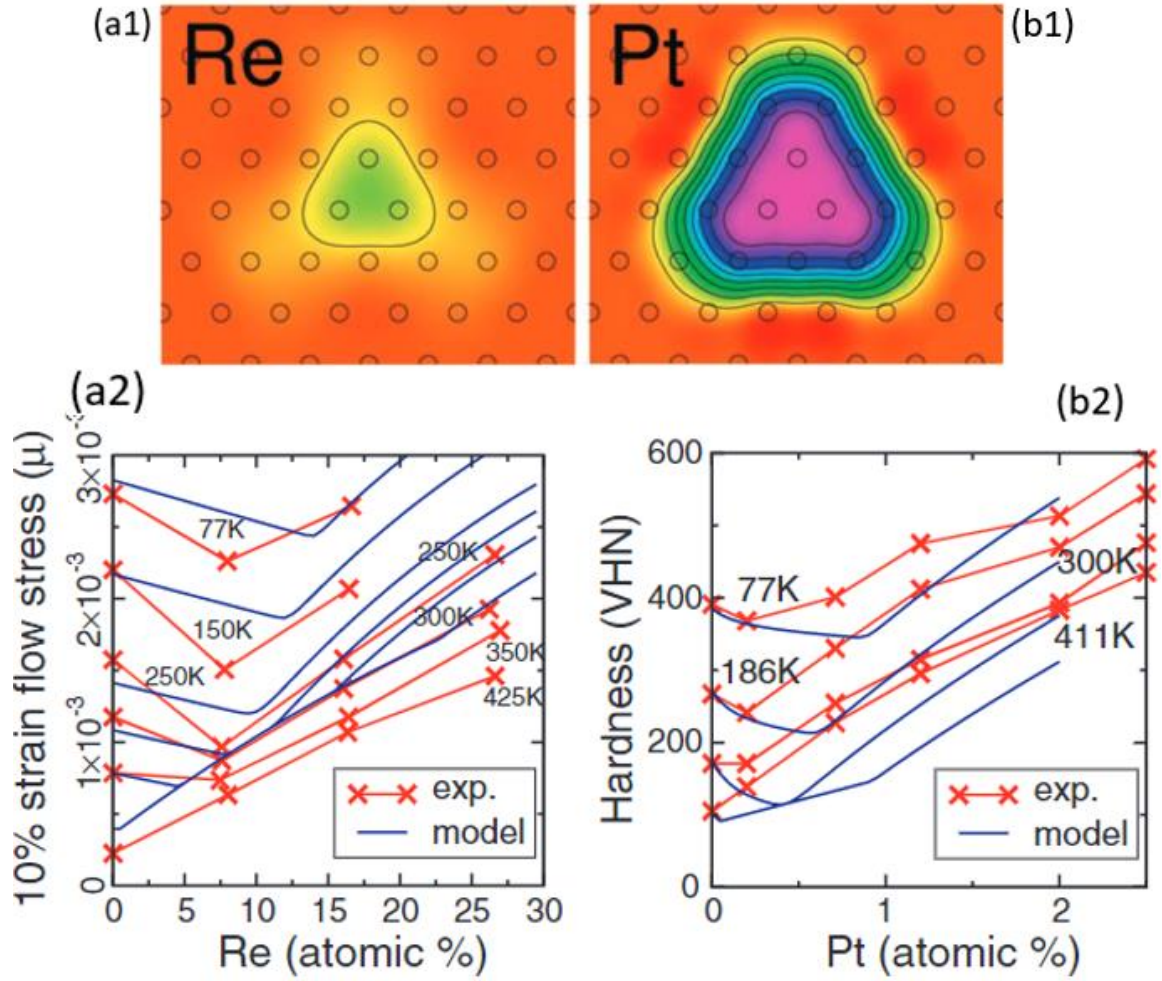 (a1)
Re
Pt
(b1)
(a2)
10% strain flow stress (μ)
3×10⁻³
2×10⁻³
1×10⁻³
0
77K
150K
250K
250K
300K
350K
425K
exp.
model
0 5 10 15 20 25 30
Re (atomic %)
(b2)
Hardness (VHN)
600
400
200
0
77K
186K
300K
411K
exp.
model
0 1 2
Pt (atomic %)